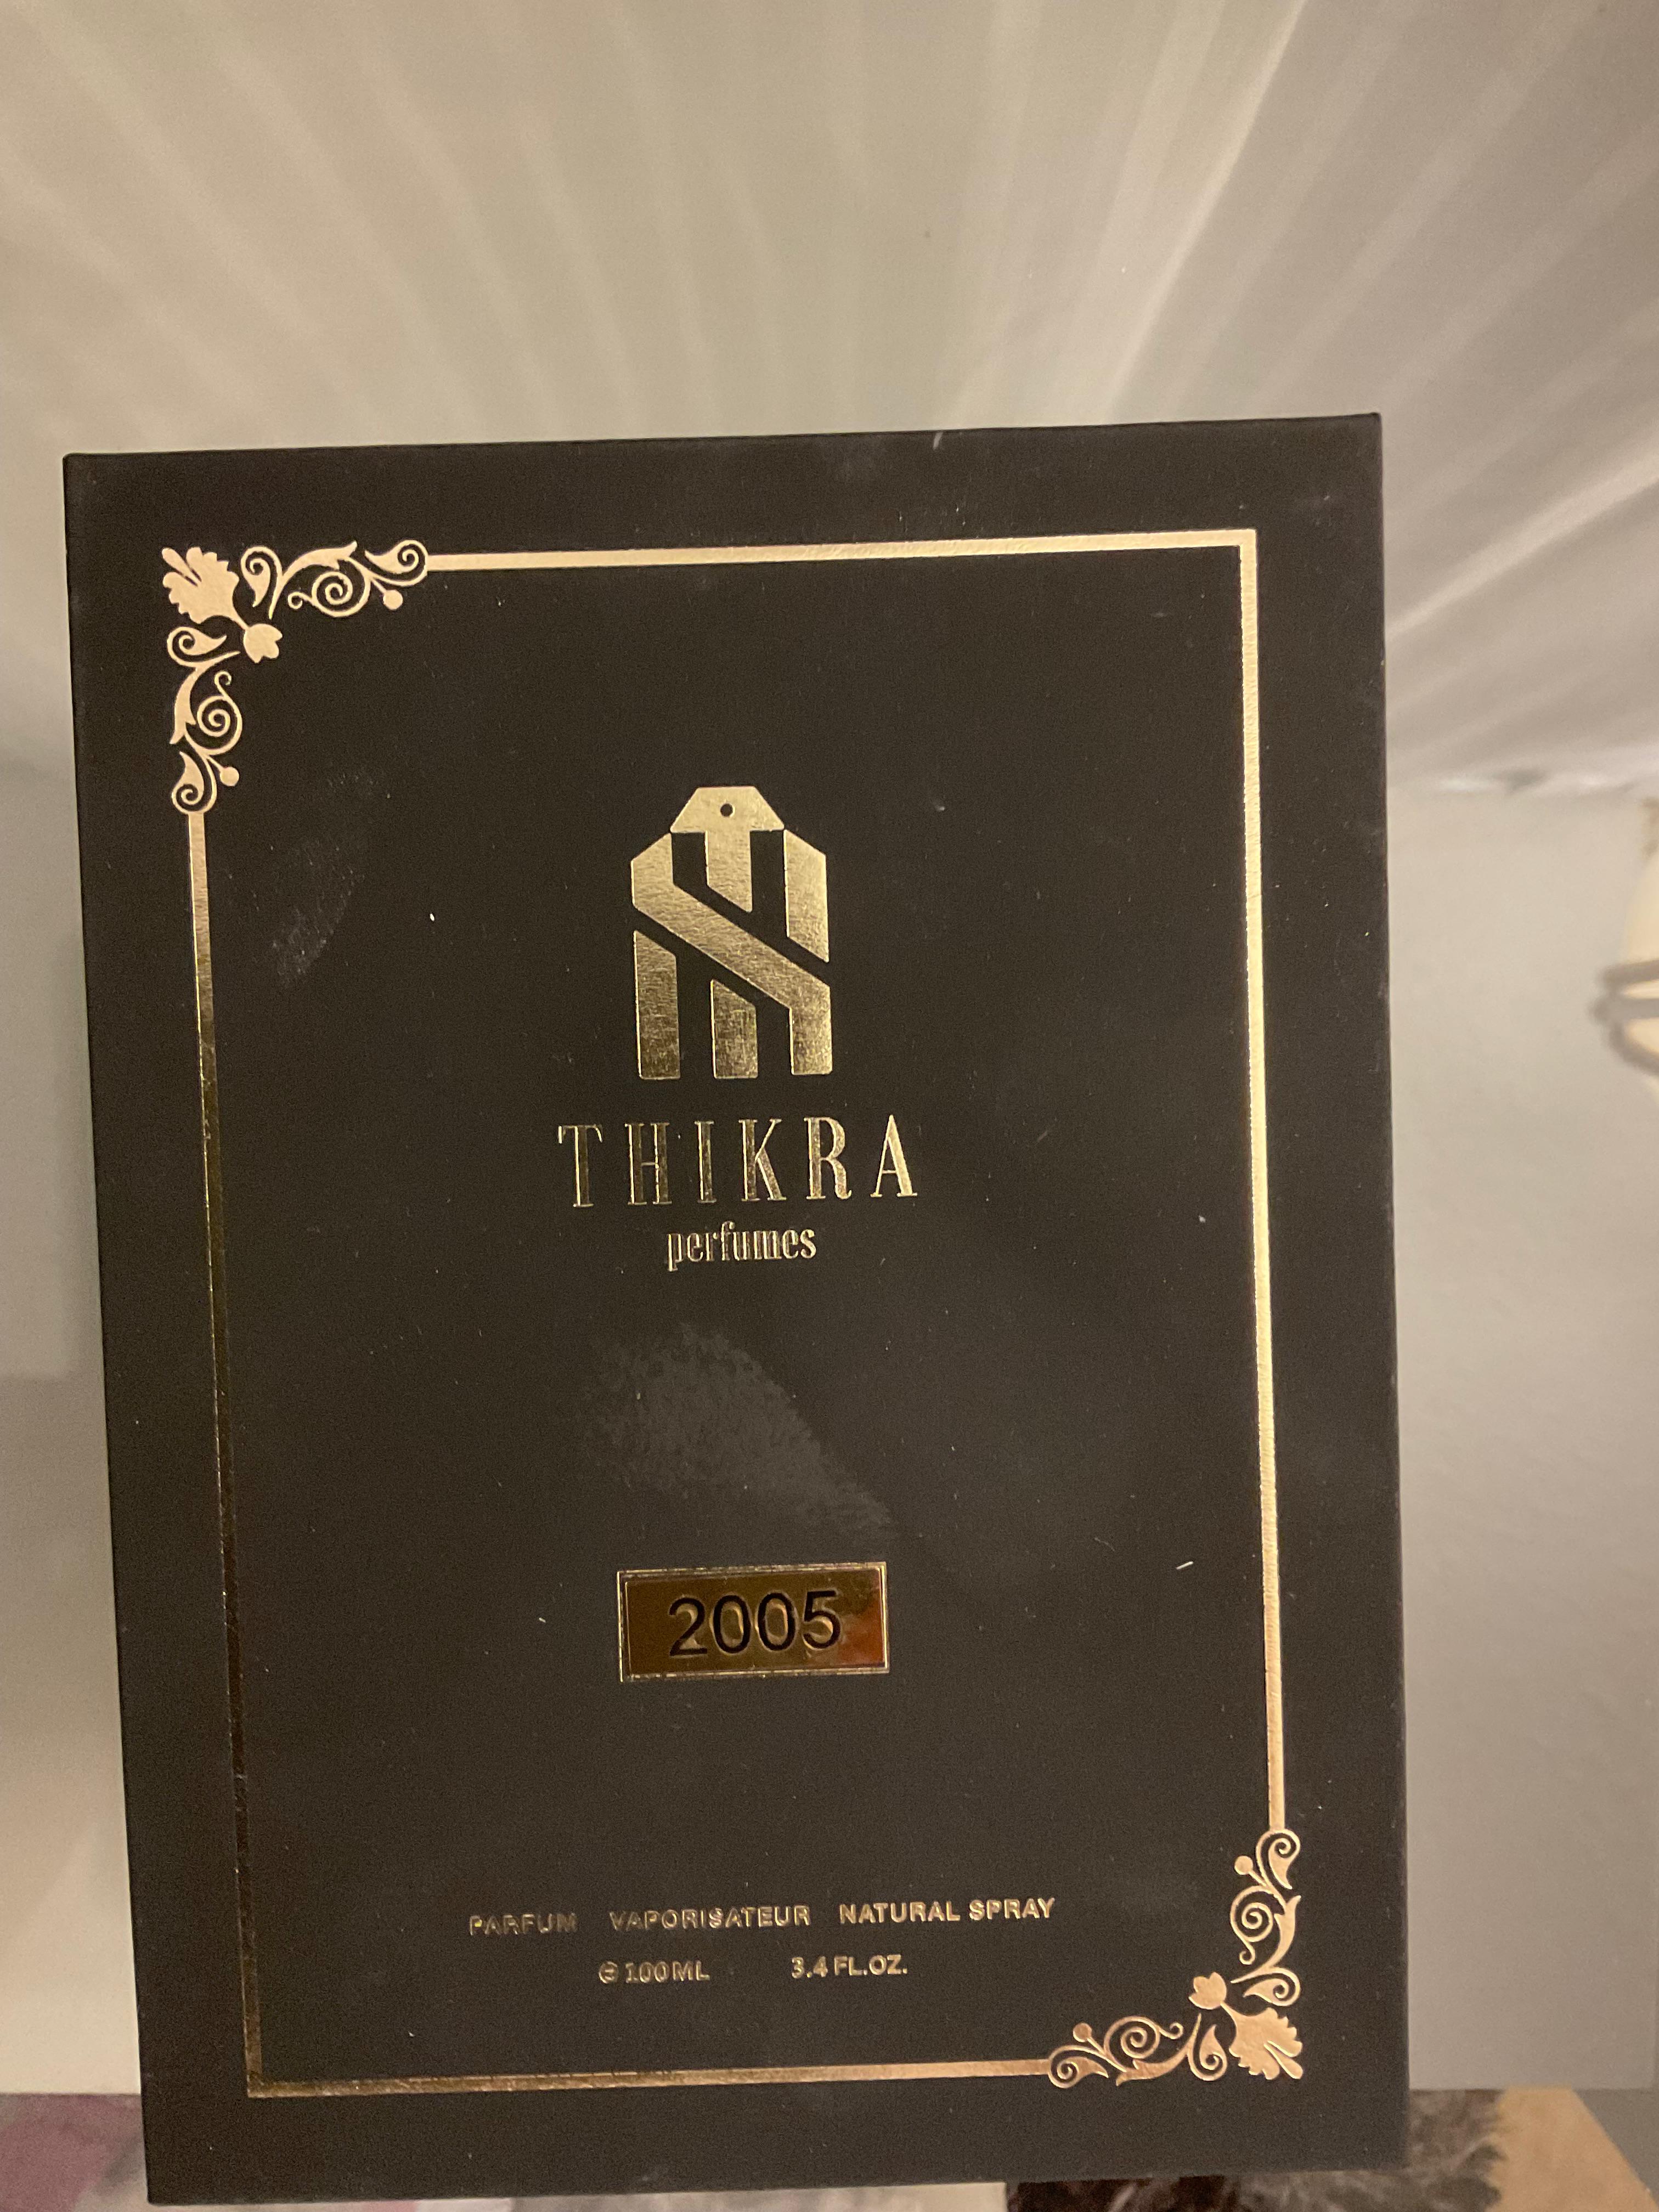 THIKRA
perfumes
2005
PARFUM VAPORISATEUR NATURAL SPRAY
℮ 100 ML 3.4 FL.OZ.